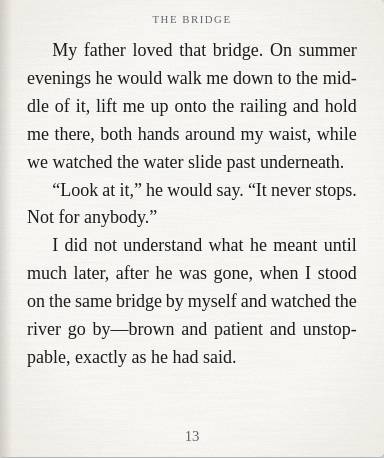 THE BRIDGE
My father loved that bridge. On summer
evenings he would walk me down to the mid-
dle of it, lift me up onto the railing and hold
me there, both hands around my waist, while
we watched the water slide past underneath.
“Look at it,” he would say. “It never stops.
Not for anybody.”
I did not understand what he meant until
much later, after he was gone, when I stood
on the same bridge by myself and watched the
river go by—brown and patient and unstop-
pable, exactly as he had said.
13